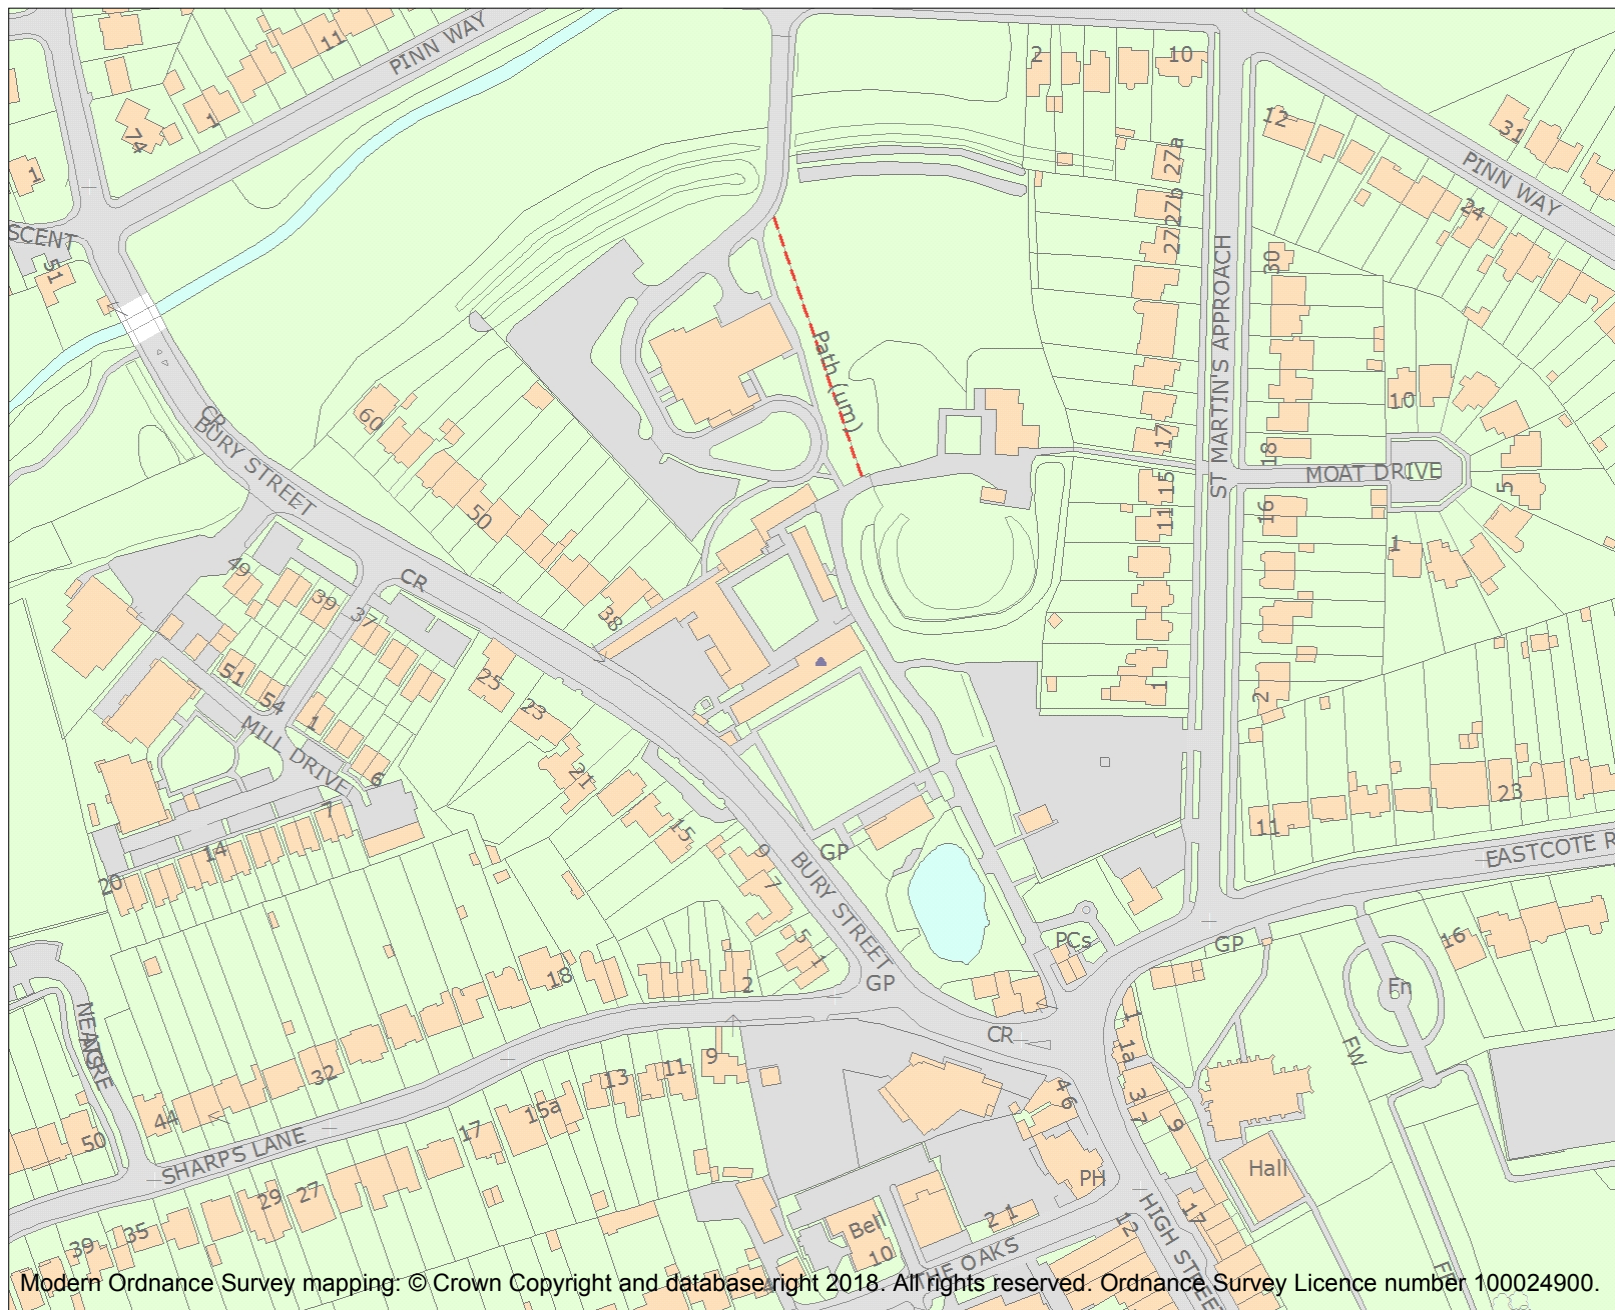 PINN WAY
11
1
74
1
2
10
12
31
PINN WAY
24
27a
27b
27
30
SCENT
51
ST MARTIN'S APPROACH
Path (um)
60
CR
BURY STREET
50
17
18
10
MOAT DRIVE
15
11
16
5
1
49
39
37
CR
38
51
54
1
MILL DRIVE
6
7
14
20
25
23
21
15
9
7
5
1
1
2
BURY STREET
GP
11
23
EASTCOTE R
PCs
GP
16
Fn
FW
18
2
GP
CR
NEATS
ACRE
32
44
50
SHARPS LANE
9
11
13
15a
17
1
1a
3
7
9
4
6
PH
Hall
29
27
35
39
Bell
10
2 1
THE OAKS
12
17
HIGH STREET
Modern Ordnance Survey mapping: © Crown Copyright and database right 2018. All rights reserved. Ordnance Survey Licence number 100024900.